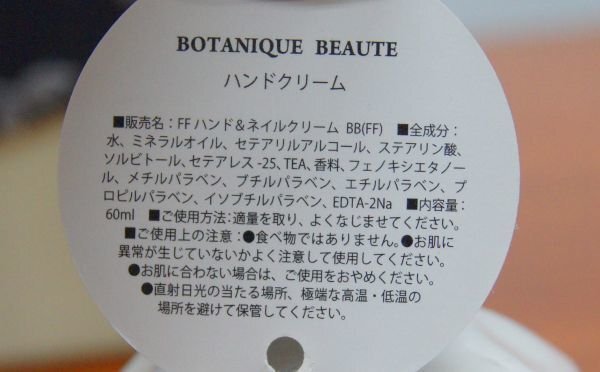 BOTANIQUE BEAUTE
ハンドクリーム
■販売名：FF ハンド＆ネイルクリーム BB(FF) ■全成分：
水、ミネラルオイル、セテアリルアルコール、ステアリン酸、
ソルビトール、セテアレス-25、TEA、香料、フェノキシエタノー
ル、メチルパラベン、ブチルパラベン、エチルパラベン、プ
ロピルパラベン、イソブチルパラベン、EDTA-2Na ■内容量：
60ml ■ご使用方法：適量を取り、よくなじませてください。
■ご使用上の注意：●食べ物ではありません。●お肌に
異常が生じていないかよく注意して使用してください。
●お肌に合わない場合は、ご使用をおやめください。
●直射日光の当たる場所、極端な高温・低温の
場所を避けて保管してください。